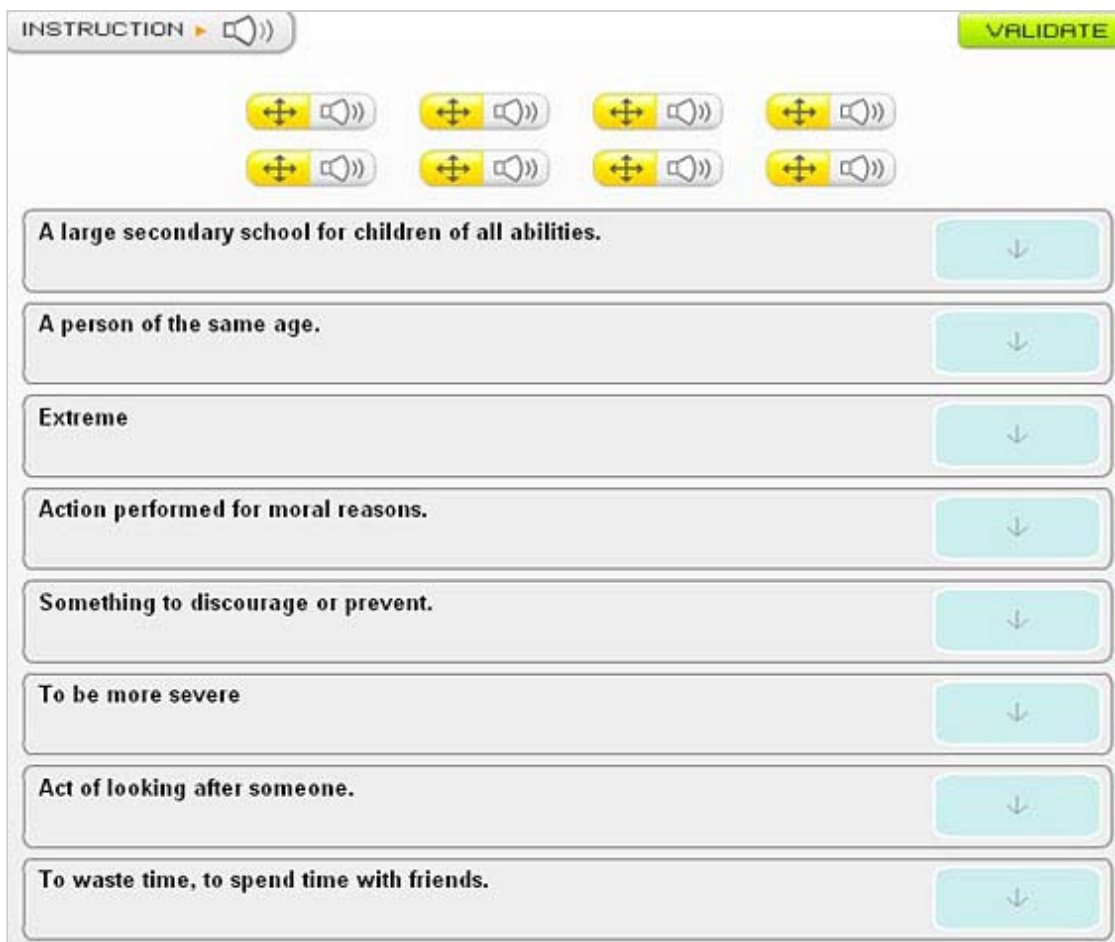 INSTRUCTION
VALIDATE
A large secondary school for children of all abilities.
A person of the same age.
Extreme
Action performed for moral reasons.
Something to discourage or prevent.
To be more severe
Act of looking after someone.
To waste time, to spend time with friends.